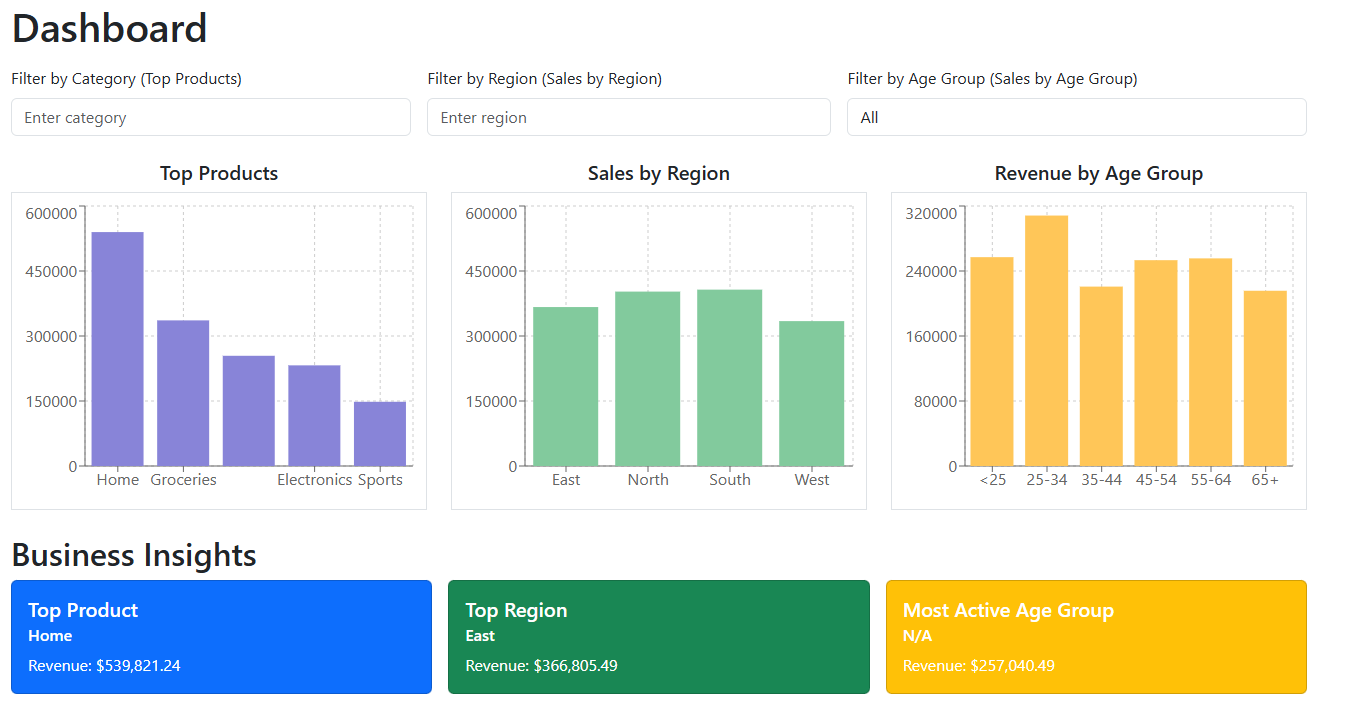 Dashboard
Filter by Category (Top Products) Filter by Region (Sales by Region) Filter by Age Group (Sales by Age Group)
Enter category Enter region All
Top Products
600000
450000
300000
150000
0
Home Groceries Electronics Sports
Sales by Region
600000
450000
300000
150000
0
East North South West
Revenue by Age Group
320000
240000
160000
80000
0
<25 25-34 35-44 45-54 55-64 65+
Business Insights
Top Product
Home
Revenue: $539,821.24
Top Region
East
Revenue: $366,805.49
Most Active Age Group
N/A
Revenue: $257,040.49